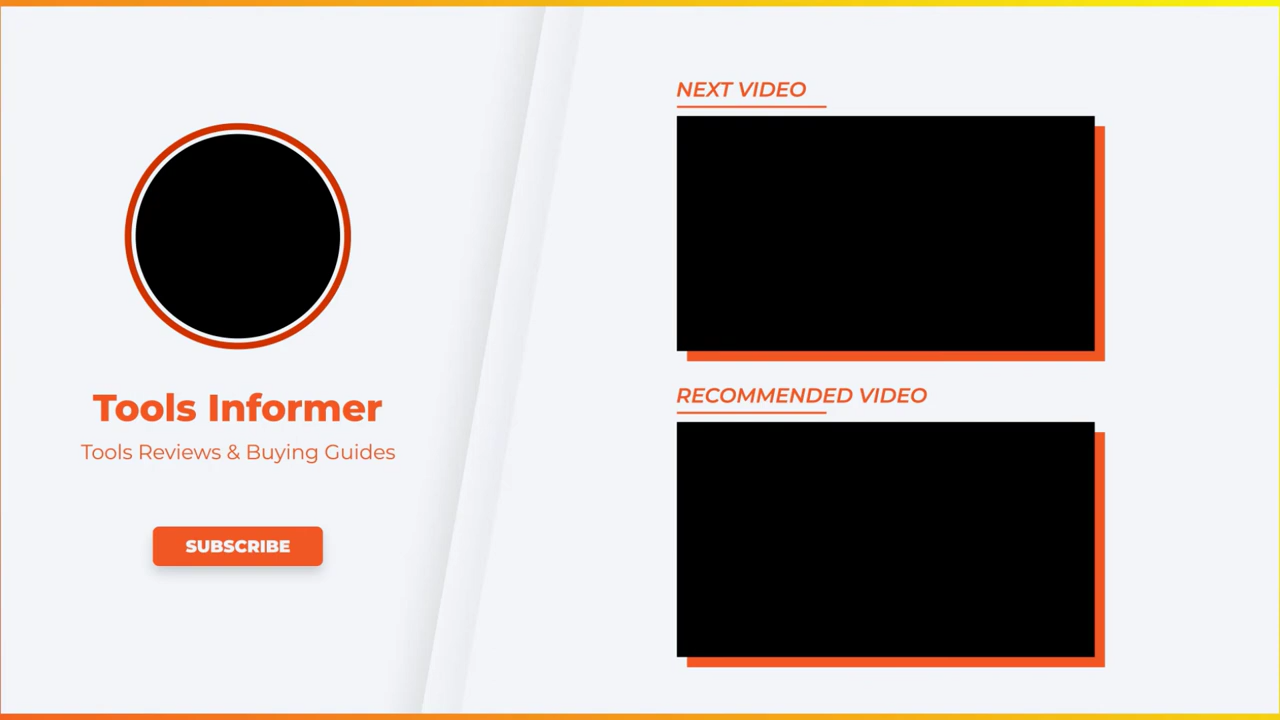 Tools Informer
Tools Reviews & Buying Guides
SUBSCRIBE
NEXT VIDEO
RECOMMENDED VIDEO